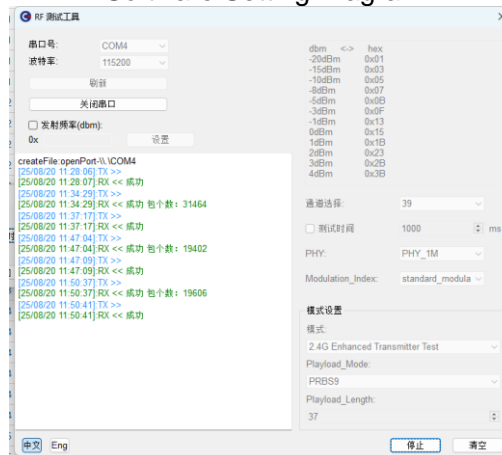 RF 测试工具
串口号: COM4
波特率: 115200
刷新
关闭串口
发射频率(dbm):
0x 设置
createFile:openPort-\\.\COM4
[25/08/20 11:28:06]:TX >>
[25/08/20 11:28:07]:RX << 成功
[25/08/20 11:34:29]:TX >>
[25/08/20 11:34:29]:RX << 成功 包个数: 31464
[25/08/20 11:37:17]:TX >>
[25/08/20 11:37:17]:RX << 成功
[25/08/20 11:47:04]:TX >>
[25/08/20 11:47:04]:RX << 成功 包个数: 19402
[25/08/20 11:47:09]:TX >>
[25/08/20 11:47:09]:RX << 成功
[25/08/20 11:50:37]:TX >>
[25/08/20 11:50:37]:RX << 成功 包个数: 19606
[25/08/20 11:50:41]:TX >>
[25/08/20 11:50:41]:RX << 成功
中文 Eng
dbm <-> hex
-20dBm 0x01
-15dBm 0x03
-10dBm 0x05
-8dBm 0x07
-5dBm 0x0B
-3dBm 0x0F
-1dBm 0x13
0dBm 0x15
1dBm 0x1B
2dBm 0x23
3dBm 0x2B
4dBm 0x3B
通道选择: 39
测试时间 1000 ms
PHY: PHY_1M
Modulation_Index: standard_modula
模式设置
模式:
2.4G Enhanced Transmitter Test
Playload_Mode:
PRBS9
Playload_Length:
37
停止 清空